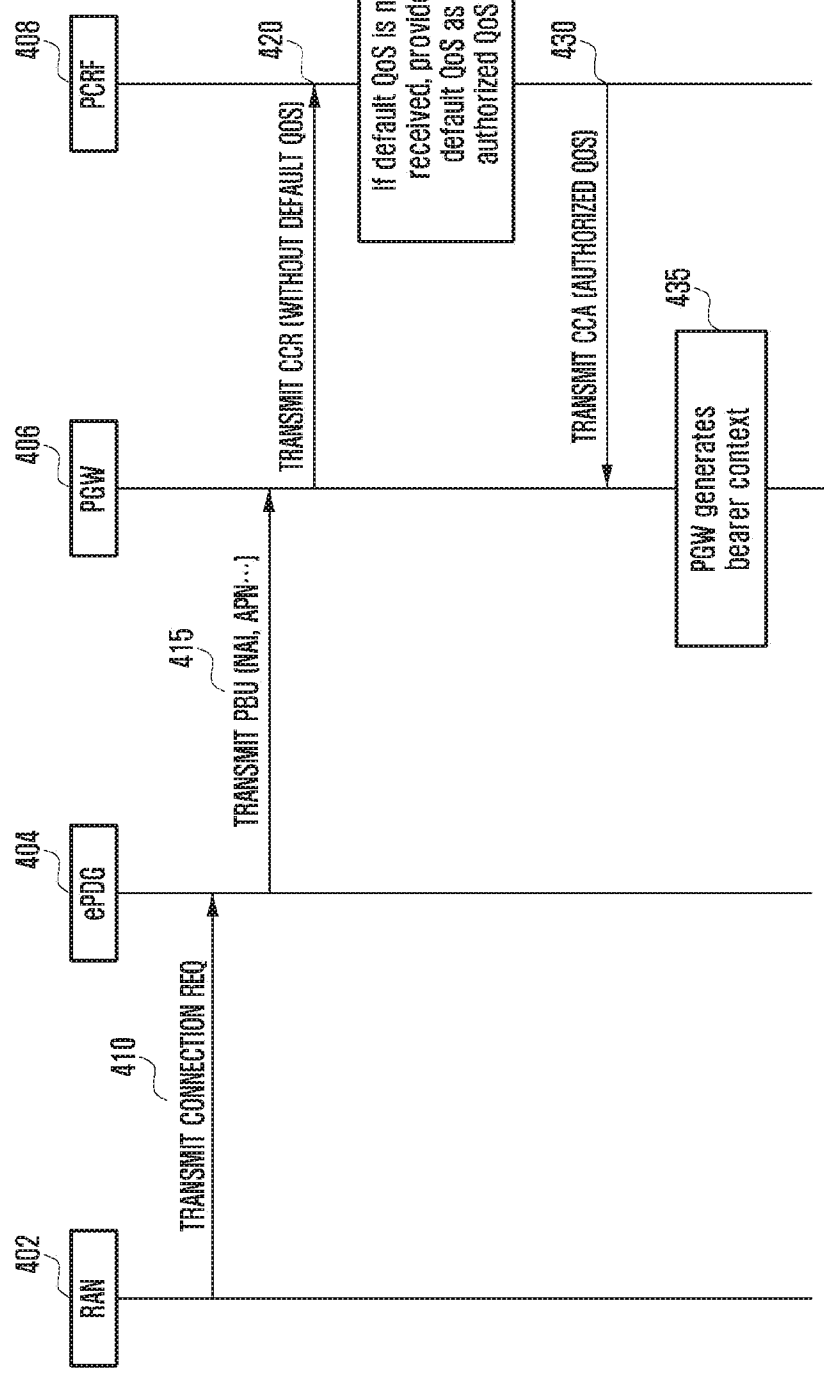 402
RAN
404
ePDG
406
PGW
408
PCRF
410
TRANSMIT CONNECTION REQ
415
TRANSMIT PBU (NAI, APN⋯)
TRANSMIT CCR (WITHOUT DEFAULT QOS)
420
If default QoS is
received, provide
default QoS as
authorized QoS
TRANSMIT CCA (AUTHORIZED QOS)
430
435
PGW generates
bearer context